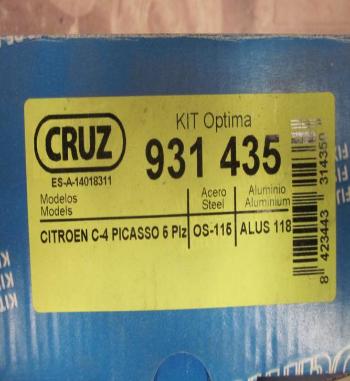 KIT Optima
CRUZ
931 435
ES-A-14018311
Modelos
Models
Acero
Steel
Aluminio
Aluminium
CITROEN C-4 PICASSO 5 Plz
OS-115
ALUS 118
8 423443 314350